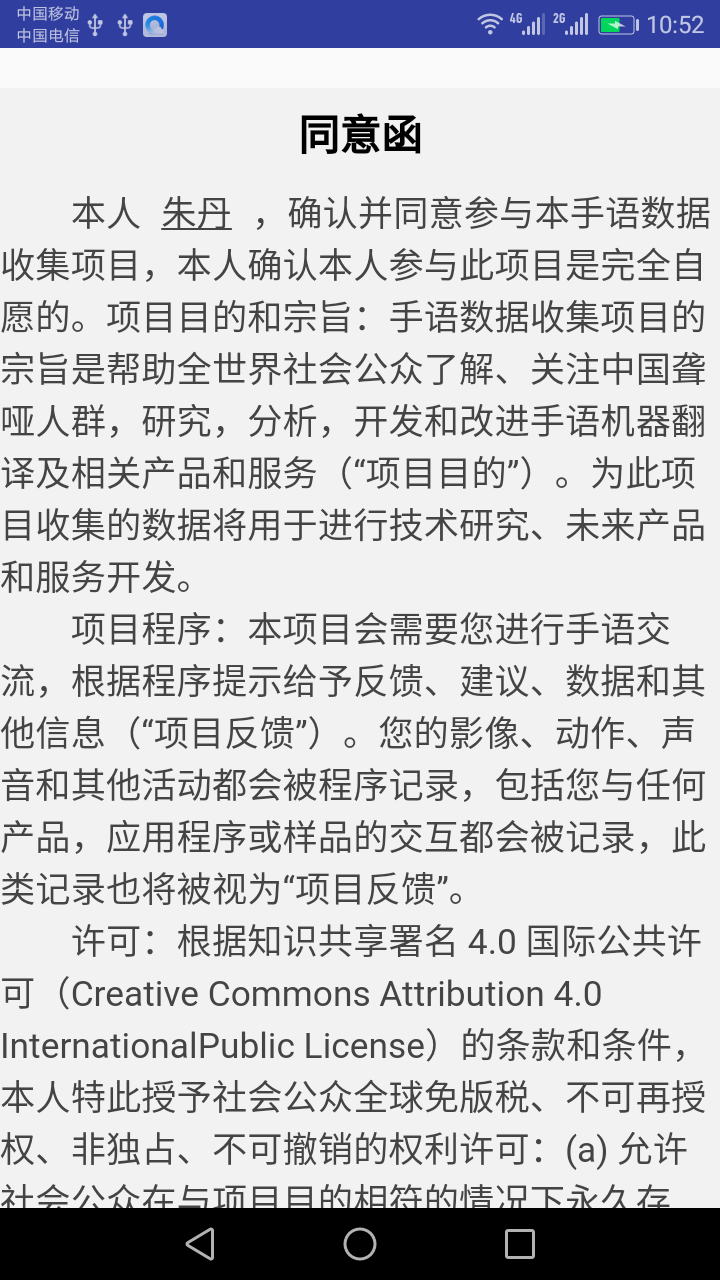 中国移动
中国电信
4G
2G
10:52
同意函
本人 朱丹 ，确认并同意参与本手语数据
收集项目，本人确认本人参与此项目是完全自
愿的。项目目的和宗旨：手语数据收集项目的
宗旨是帮助全世界社会公众了解、关注中国聋
哑人群，研究，分析，开发和改进手语机器翻
译及相关产品和服务（“项目目的”）。为此项
目收集的数据将用于进行技术研究、未来产品
和服务开发。
项目程序：本项目会需要您进行手语交
流，根据程序提示给予反馈、建议、数据和其
他信息（“项目反馈”）。您的影像、动作、声
音和其他活动都会被程序记录，包括您与任何
产品，应用程序或样品的交互都会被记录，此
类记录也将被视为“项目反馈”。
许可：根据知识共享署名 4.0 国际公共许
可（Creative Commons Attribution 4.0
InternationalPublic License）的条款和条件，
本人特此授予社会公众全球免版税、不可再授
权、非独占、不可撤销的权利许可：(a) 允许
社会公众在与项目目的相符的情况下永久存